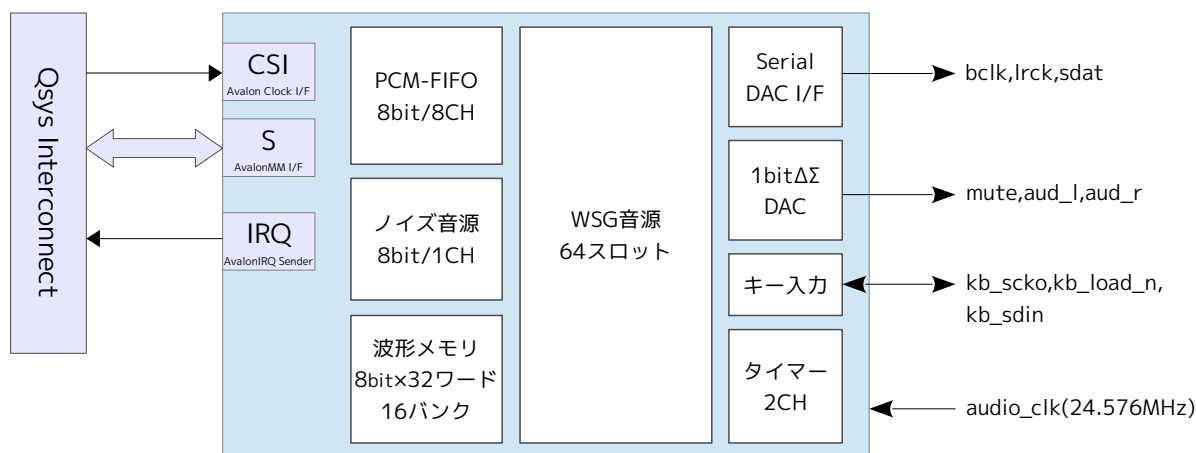 Qsys Interconnect
CSI
Avalon Clock I/F
S
AvalonMM I/F
IRQ
AvalonIRQ Sender
PCM-FIFO
8bit/8CH
ノイズ音源
8bit/1CH
波形メモリ
8bit×32ワード
16バンク
WSG音源
64スロット
Serial
DAC I/F
1bitΔΣ
DAC
キー入力
タイマー
2CH
bclk,lrck,sdat
mute,aud_l,aud_r
kb_scko,kb_load_n,
kb_sdin
audio_clk(24.576MHz)